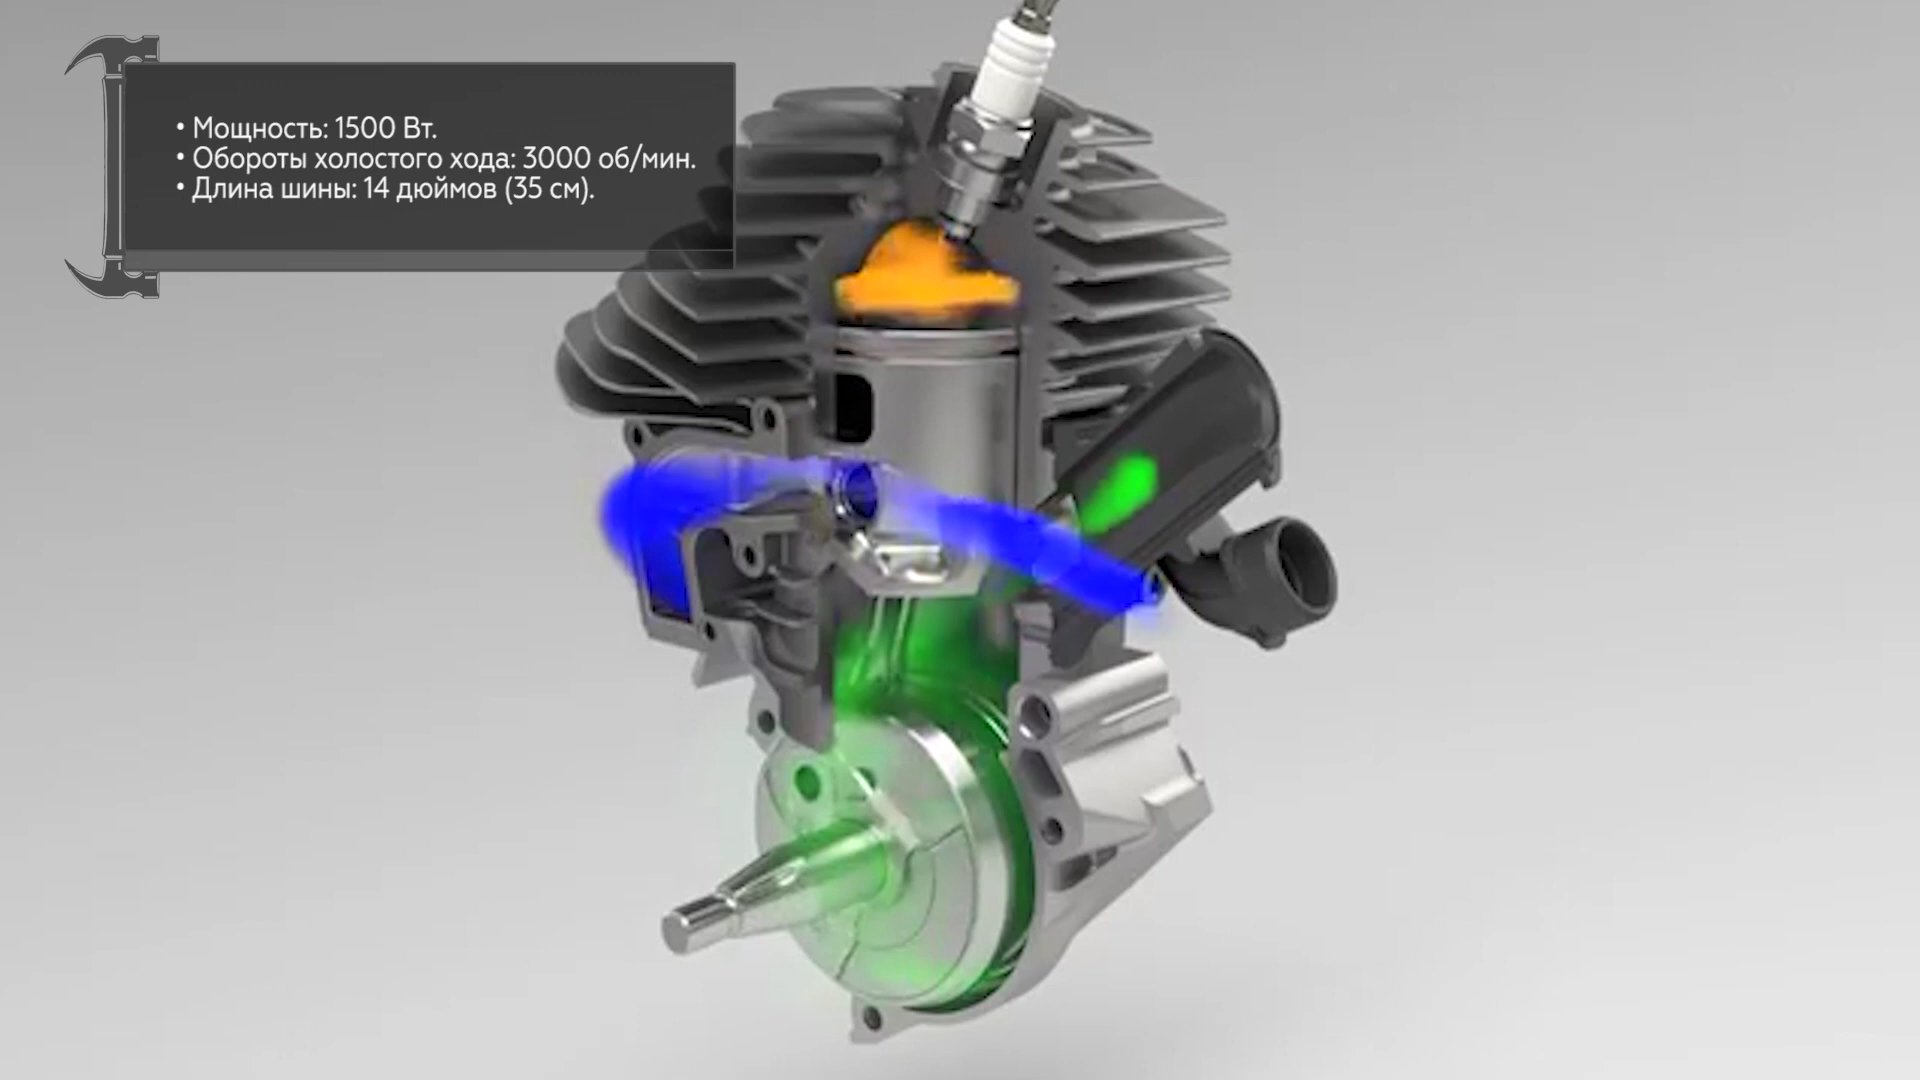 • Мощность: 1500 Вт.
• Обороты холостого хода: 3000 об/мин.
• Длина шины: 14 дюймов (35 см).